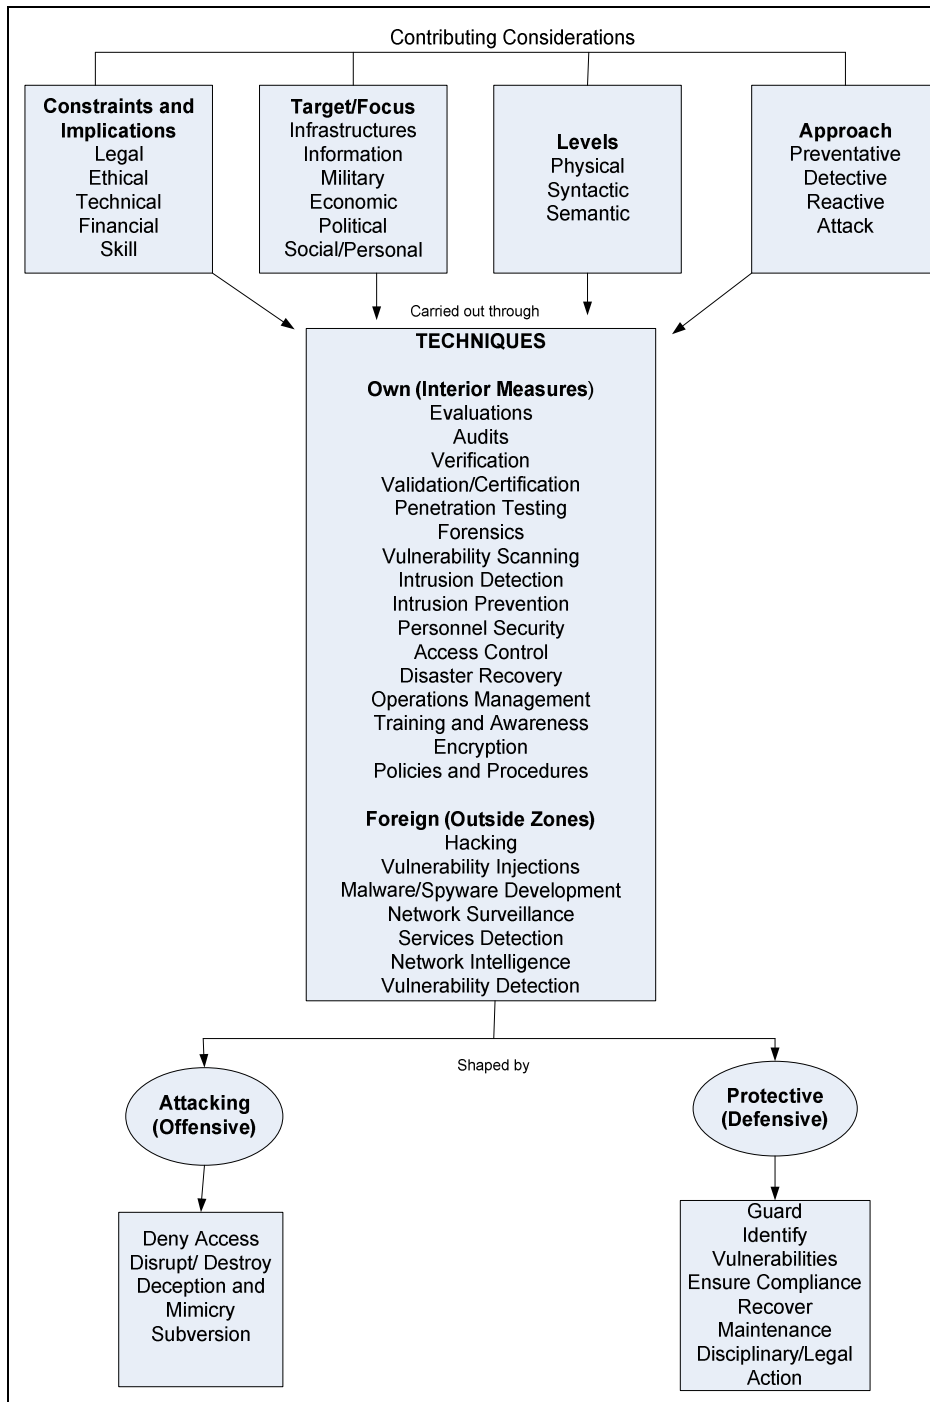 Contributing Considerations
Constraints and
Implications
Legal
Ethical
Technical
Financial
Skill
Target/Focus
Infrastructures
Information
Military
Economic
Political
Social/Personal
Levels
Physical
Syntactic
Semantic
Approach
Preventative
Detective
Reactive
Attack
Carried out through
TECHNIQUES
Own (Interior Measures)
Evaluations
Audits
Verification
Validation/Certification
Penetration Testing
Forensics
Vulnerability Scanning
Intrusion Detection
Intrusion Prevention
Personnel Security
Access Control
Disaster Recovery
Operations Management
Training and Awareness
Encryption
Policies and Procedures
Foreign (Outside Zones)
Hacking
Vulnerability Injections
Malware/Spyware Development
Network Surveillance
Services Detection
Network Intelligence
Vulnerability Detection
Shaped by
Attacking
(Offensive)
Protective
(Defensive)
Deny Access
Disrupt/ Destroy
Deception and
Mimicry
Subversion
Guard
Identify
Vulnerabilities
Ensure Compliance
Recover
Maintenance
Disciplinary/Legal
Action